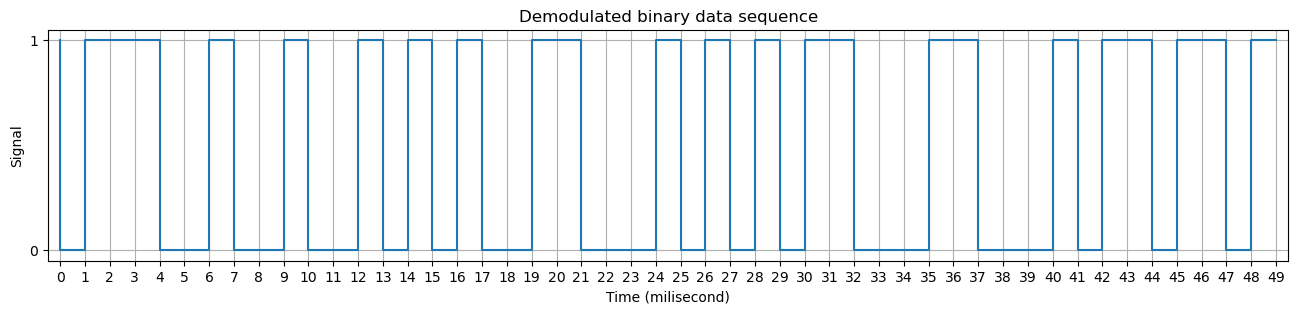 Demodulated binary data sequence
1
Signal
0
0 1 2 3 4 5 6 7 8 9 10 11 12 13 14 15 16 17 18 19 20 21 22 23 24 25 26 27 28 29 30 31 32 33 34 35 36 37 38 39 40 41 42 43 44 45 46 47 48 49
Time (milisecond)